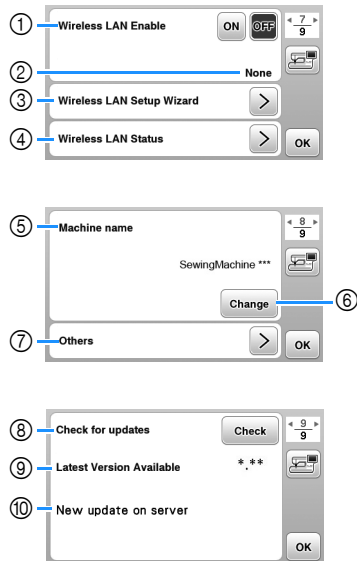 ① Wireless LAN Enable ON OFF 7
9
② None
③ Wireless LAN Setup Wizard >
④ Wireless LAN Status > OK
⑤ Machine name 8
9
SewingMachine ***
Change ⑥
⑦ Others > OK
⑧ Check for updates Check 9
9
⑨ Latest Version Available *.**
⑩ New update on server
OK